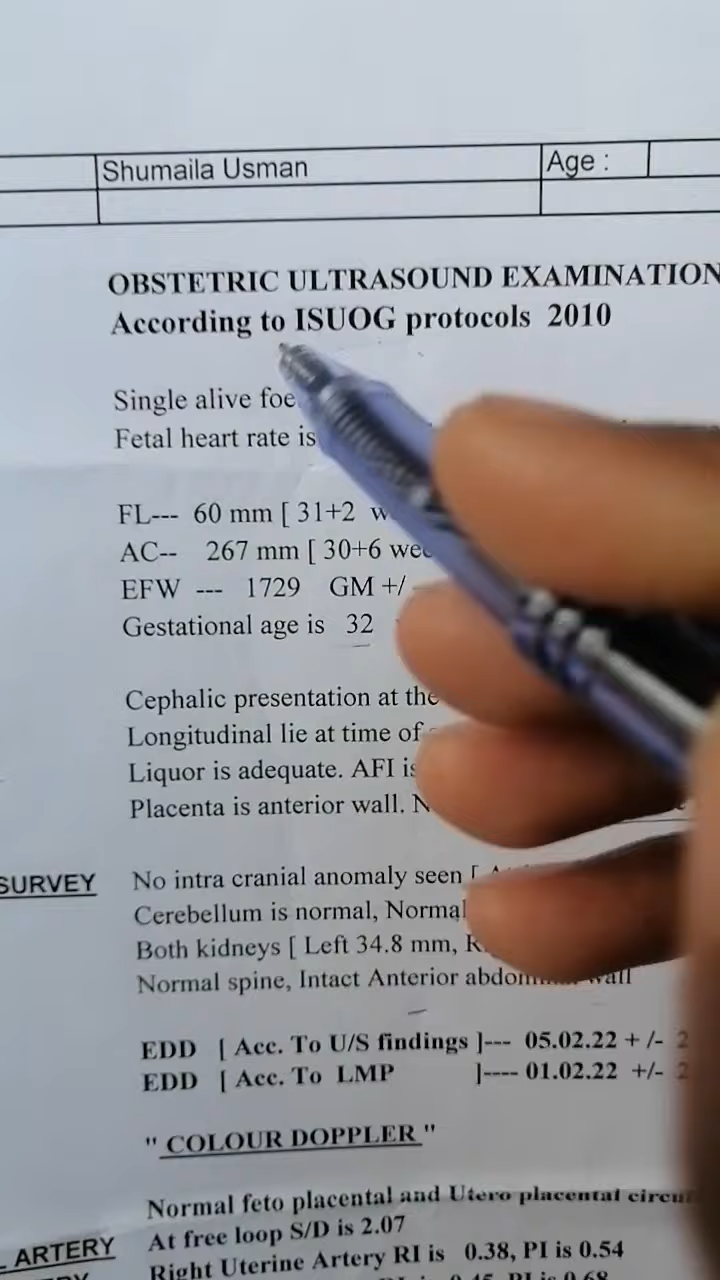 Shumaila Usman Age :
OBSTETRIC ULTRASOUND EXAMINATION
According to ISUOG protocols 2010
Single alive foe
Fetal heart rate is
FL--- 60 mm [ 31+2 w
AC-- 267 mm [ 30+6 wee
EFW --- 1729 GM +/
Gestational age is 32
Cephalic presentation at the
Longitudinal lie at time of
Liquor is adequate. AFI is
Placenta is anterior wall. N
SURVEY No intra cranial anomaly seen [
Cerebellum is normal, Normal
Both kidneys [ Left 34.8 mm, R
Normal spine, Intact Anterior abdominal wall
EDD [ Acc. To U/S findings ]--- 05.02.22 + /- 2
EDD [ Acc. To LMP ]---- 01.02.22 +/- 2
" COLOUR DOPPLER "
Normal feto placental and Utero placental circu
At free loop S/D is 2.07
ARTERY Right Uterine Artery RI is 0.38, PI is 0.54